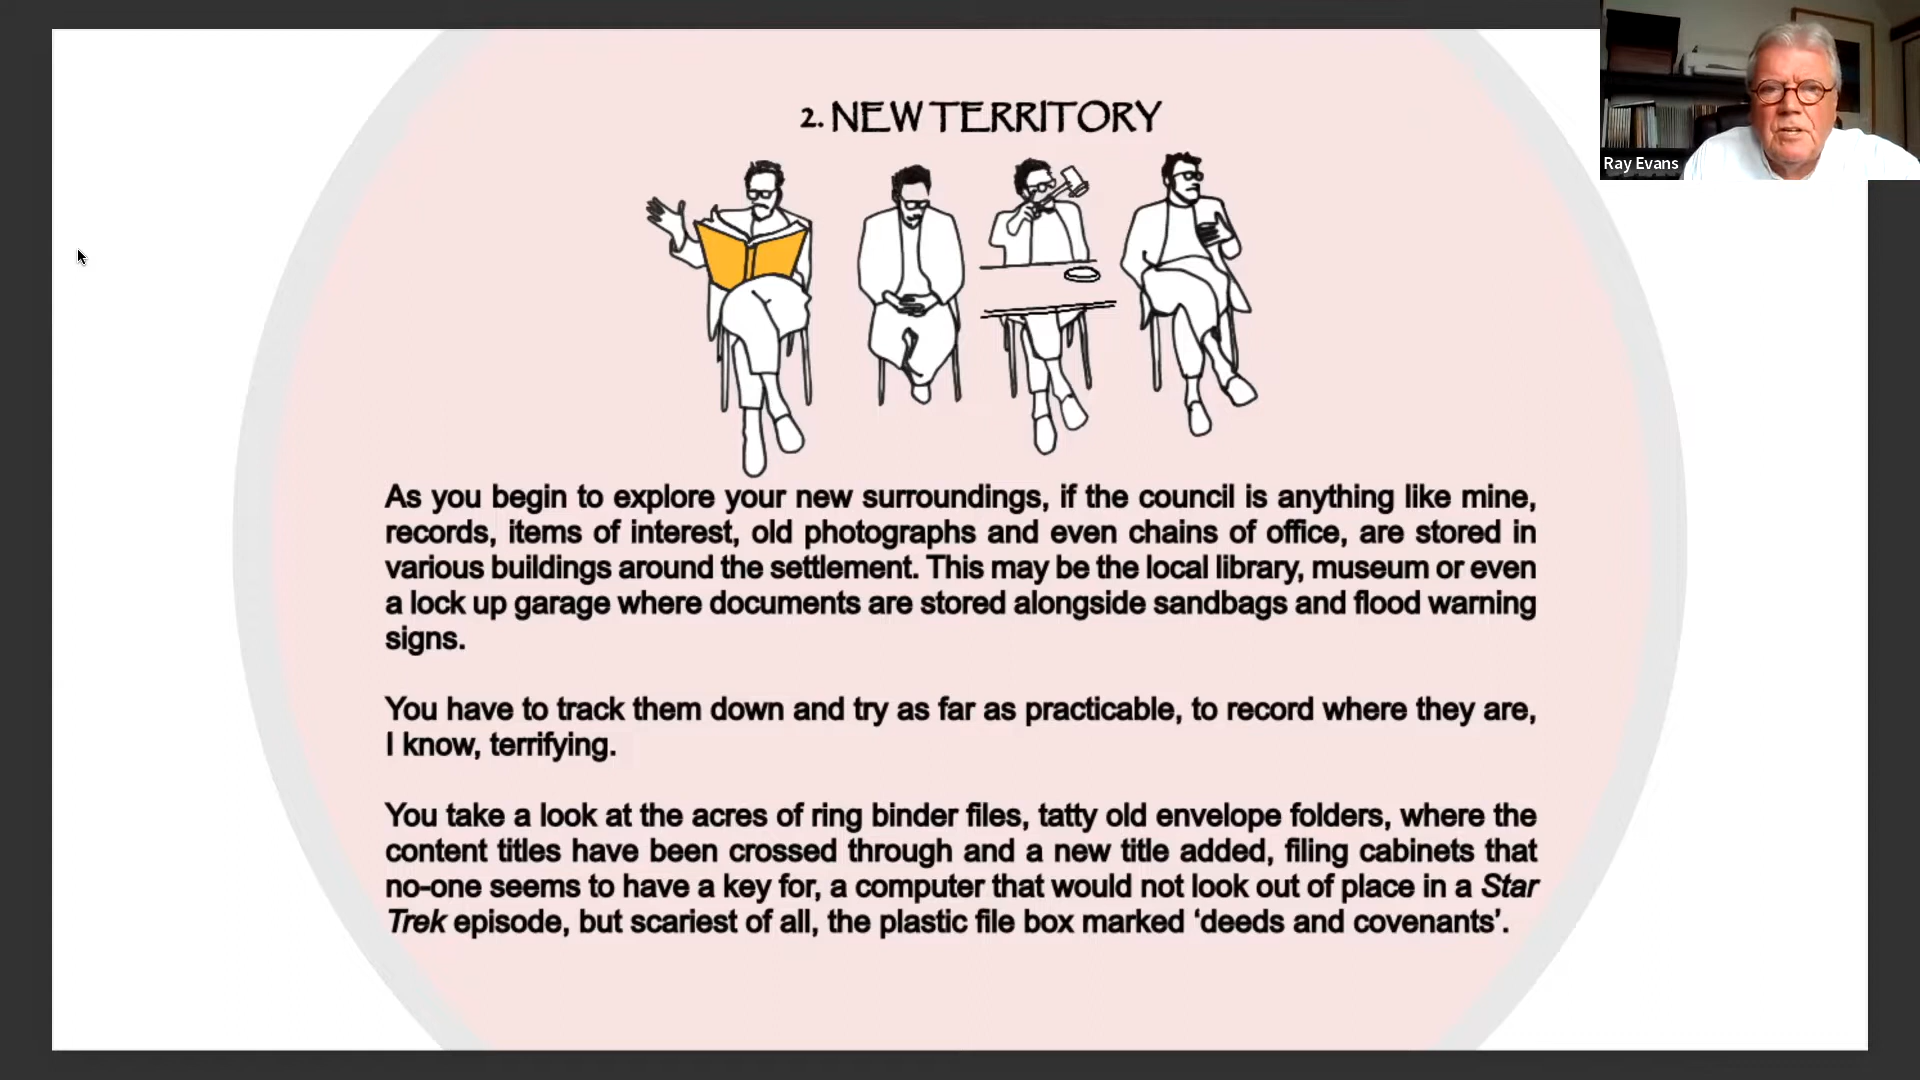 2. NEW TERRITORY
As you begin to explore your new surroundings, if the council is anything like mine,
records, items of interest, old photographs and even chains of office, are stored in
various buildings around the settlement. This may be the local library, museum or even
a lock up garage where documents are stored alongside sandbags and flood warning
signs.
You have to track them down and try as far as practicable, to record where they are,
I know, terrifying.
You take a look at the acres of ring binder files, tatty old envelope folders, where the
content titles have been crossed through and a new title added, filing cabinets that
no-one seems to have a key for, a computer that would not look out of place in a Star
Trek episode, but scariest of all, the plastic file box marked ‘deeds and covenants’.
Ray Evans